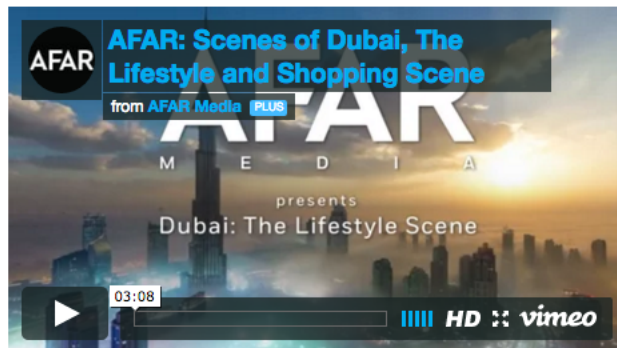 AFAR
AFAR: Scenes of Dubai, The
Lifestyle and Shopping Scene
from AFAR Media PLUS
AFAR
MEDIA
presents
Dubai: The Lifestyle Scene
03:08
HD vimeo